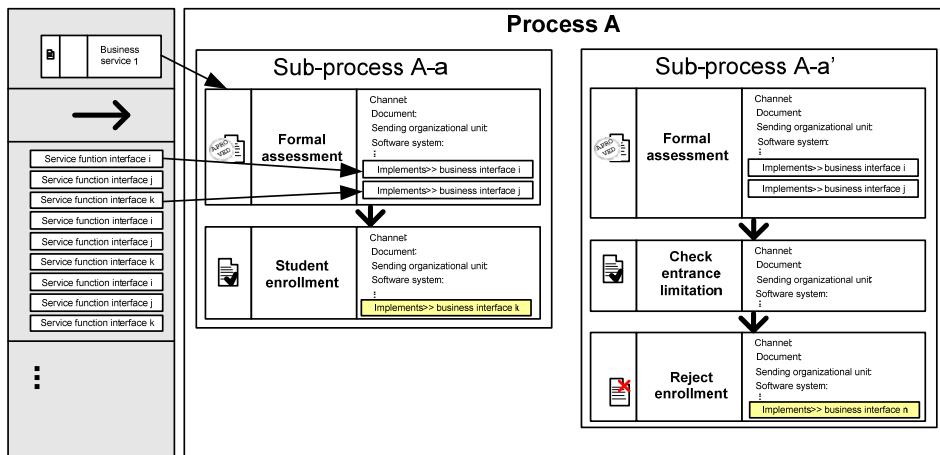 Process A
Business
service 1
Service funtion interface i
Service function interface j
Service function interface k
Service function interface i
Service function interface j
Service function interface k
Service function interface i
Service function interface j
Service function interface k
Sub-process A-a
APRO
VED
Formal
assessment
Channet
Document:
Sending organizational unit:
Software system:
Implements>> business interface i
Implements>> business interface j
Student
enrollment
Channel:
Document:
Sending organizational unit:
Software system:
Implements>> business interface k
Sub-process A-a'
APRO
VED
Formal
assessment
Channel:
Document:
Sending organizational unit:
Software system:
Implements>> business interface i
Implements>> business interface j
Check
entrance
limitation
Channel:
Document:
Sending organizational unit:
Software system:
Reject
enrollment
Channel:
Document:
Sending organizational unit:
Software system:
Implements>> business interface n